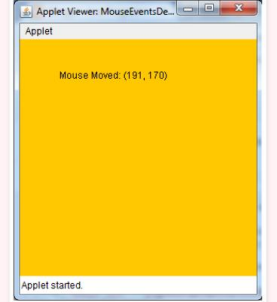 Applet Viewer: MouseEventsDe...
Applet
Mouse Moved: (191, 170)
Applet started.